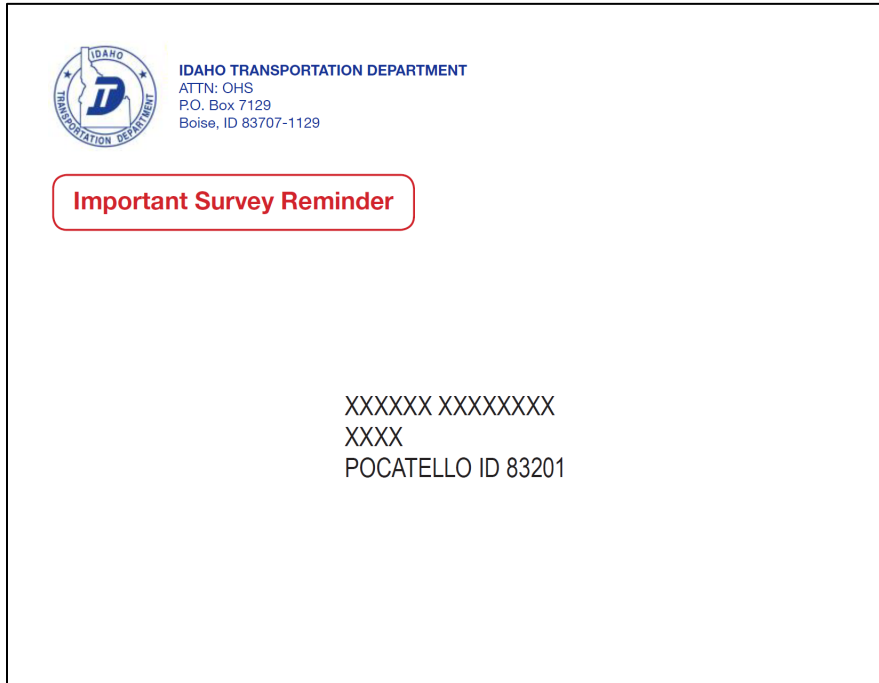 IDAHO
TRANSPORTATION DEPARTMENT
IT
IDAHO TRANSPORTATION DEPARTMENT
ATTN: OHS
P.O. Box 7129
Boise, ID 83707-1129
Important Survey Reminder
XXXXXX XXXXXXXX
XXXX
POCATELLO ID 83201